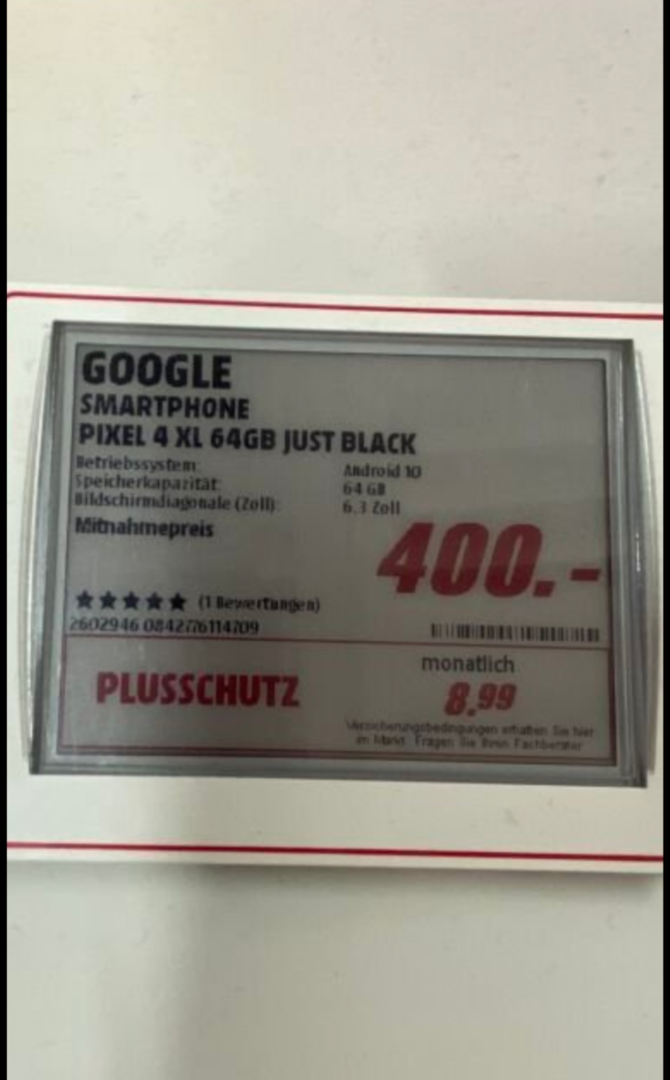 GOOGLE
SMARTPHONE
PIXEL 4 XL 64GB JUST BLACK
Betriebssystem: Android 10
Speicherkapazität: 64 GB
Bildschirmdiagonale (Zoll): 6.3 Zoll
Mitnahmepreis
400.-
★★★★★ (1 Bewertungen)
2602946 0842776114709
PLUSSCHUTZ
monatlich
8.99
Versicherungsbedingungen erhalten Sie hier
im Markt. Fragen Sie Ihren Fachberater